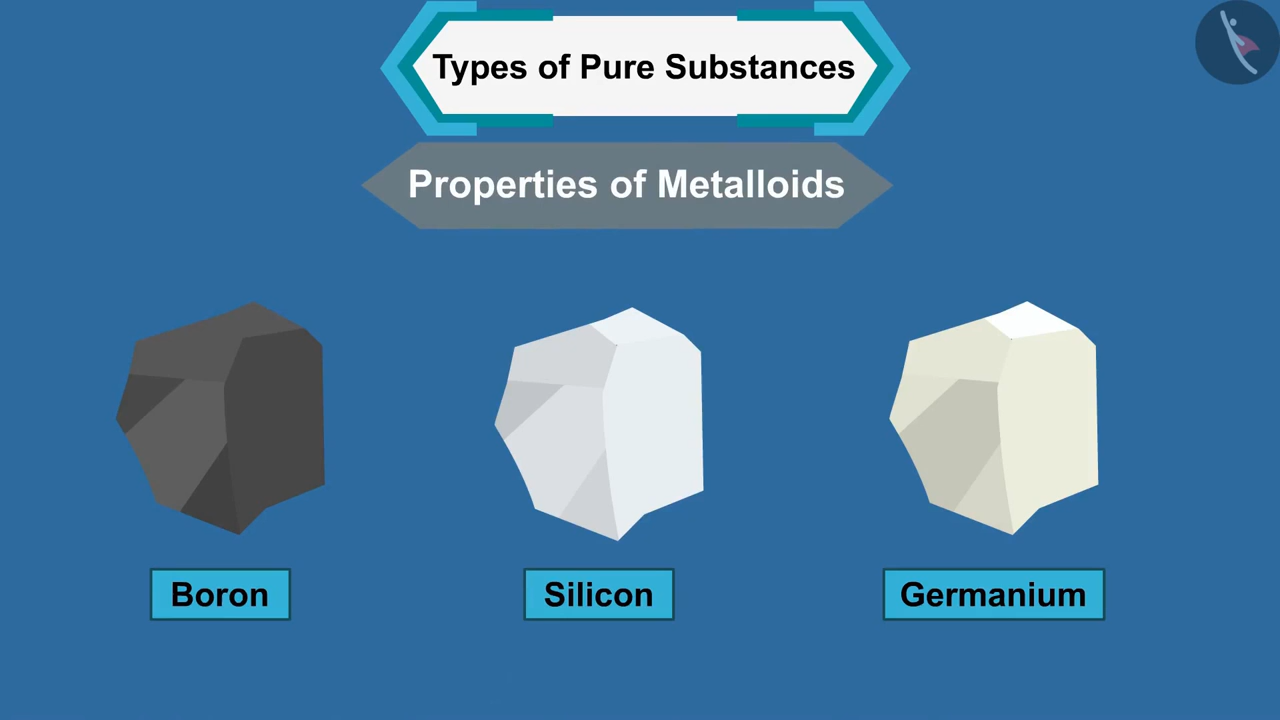 Types of Pure Substances
Properties of Metalloids
Boron
Silicon
Germanium